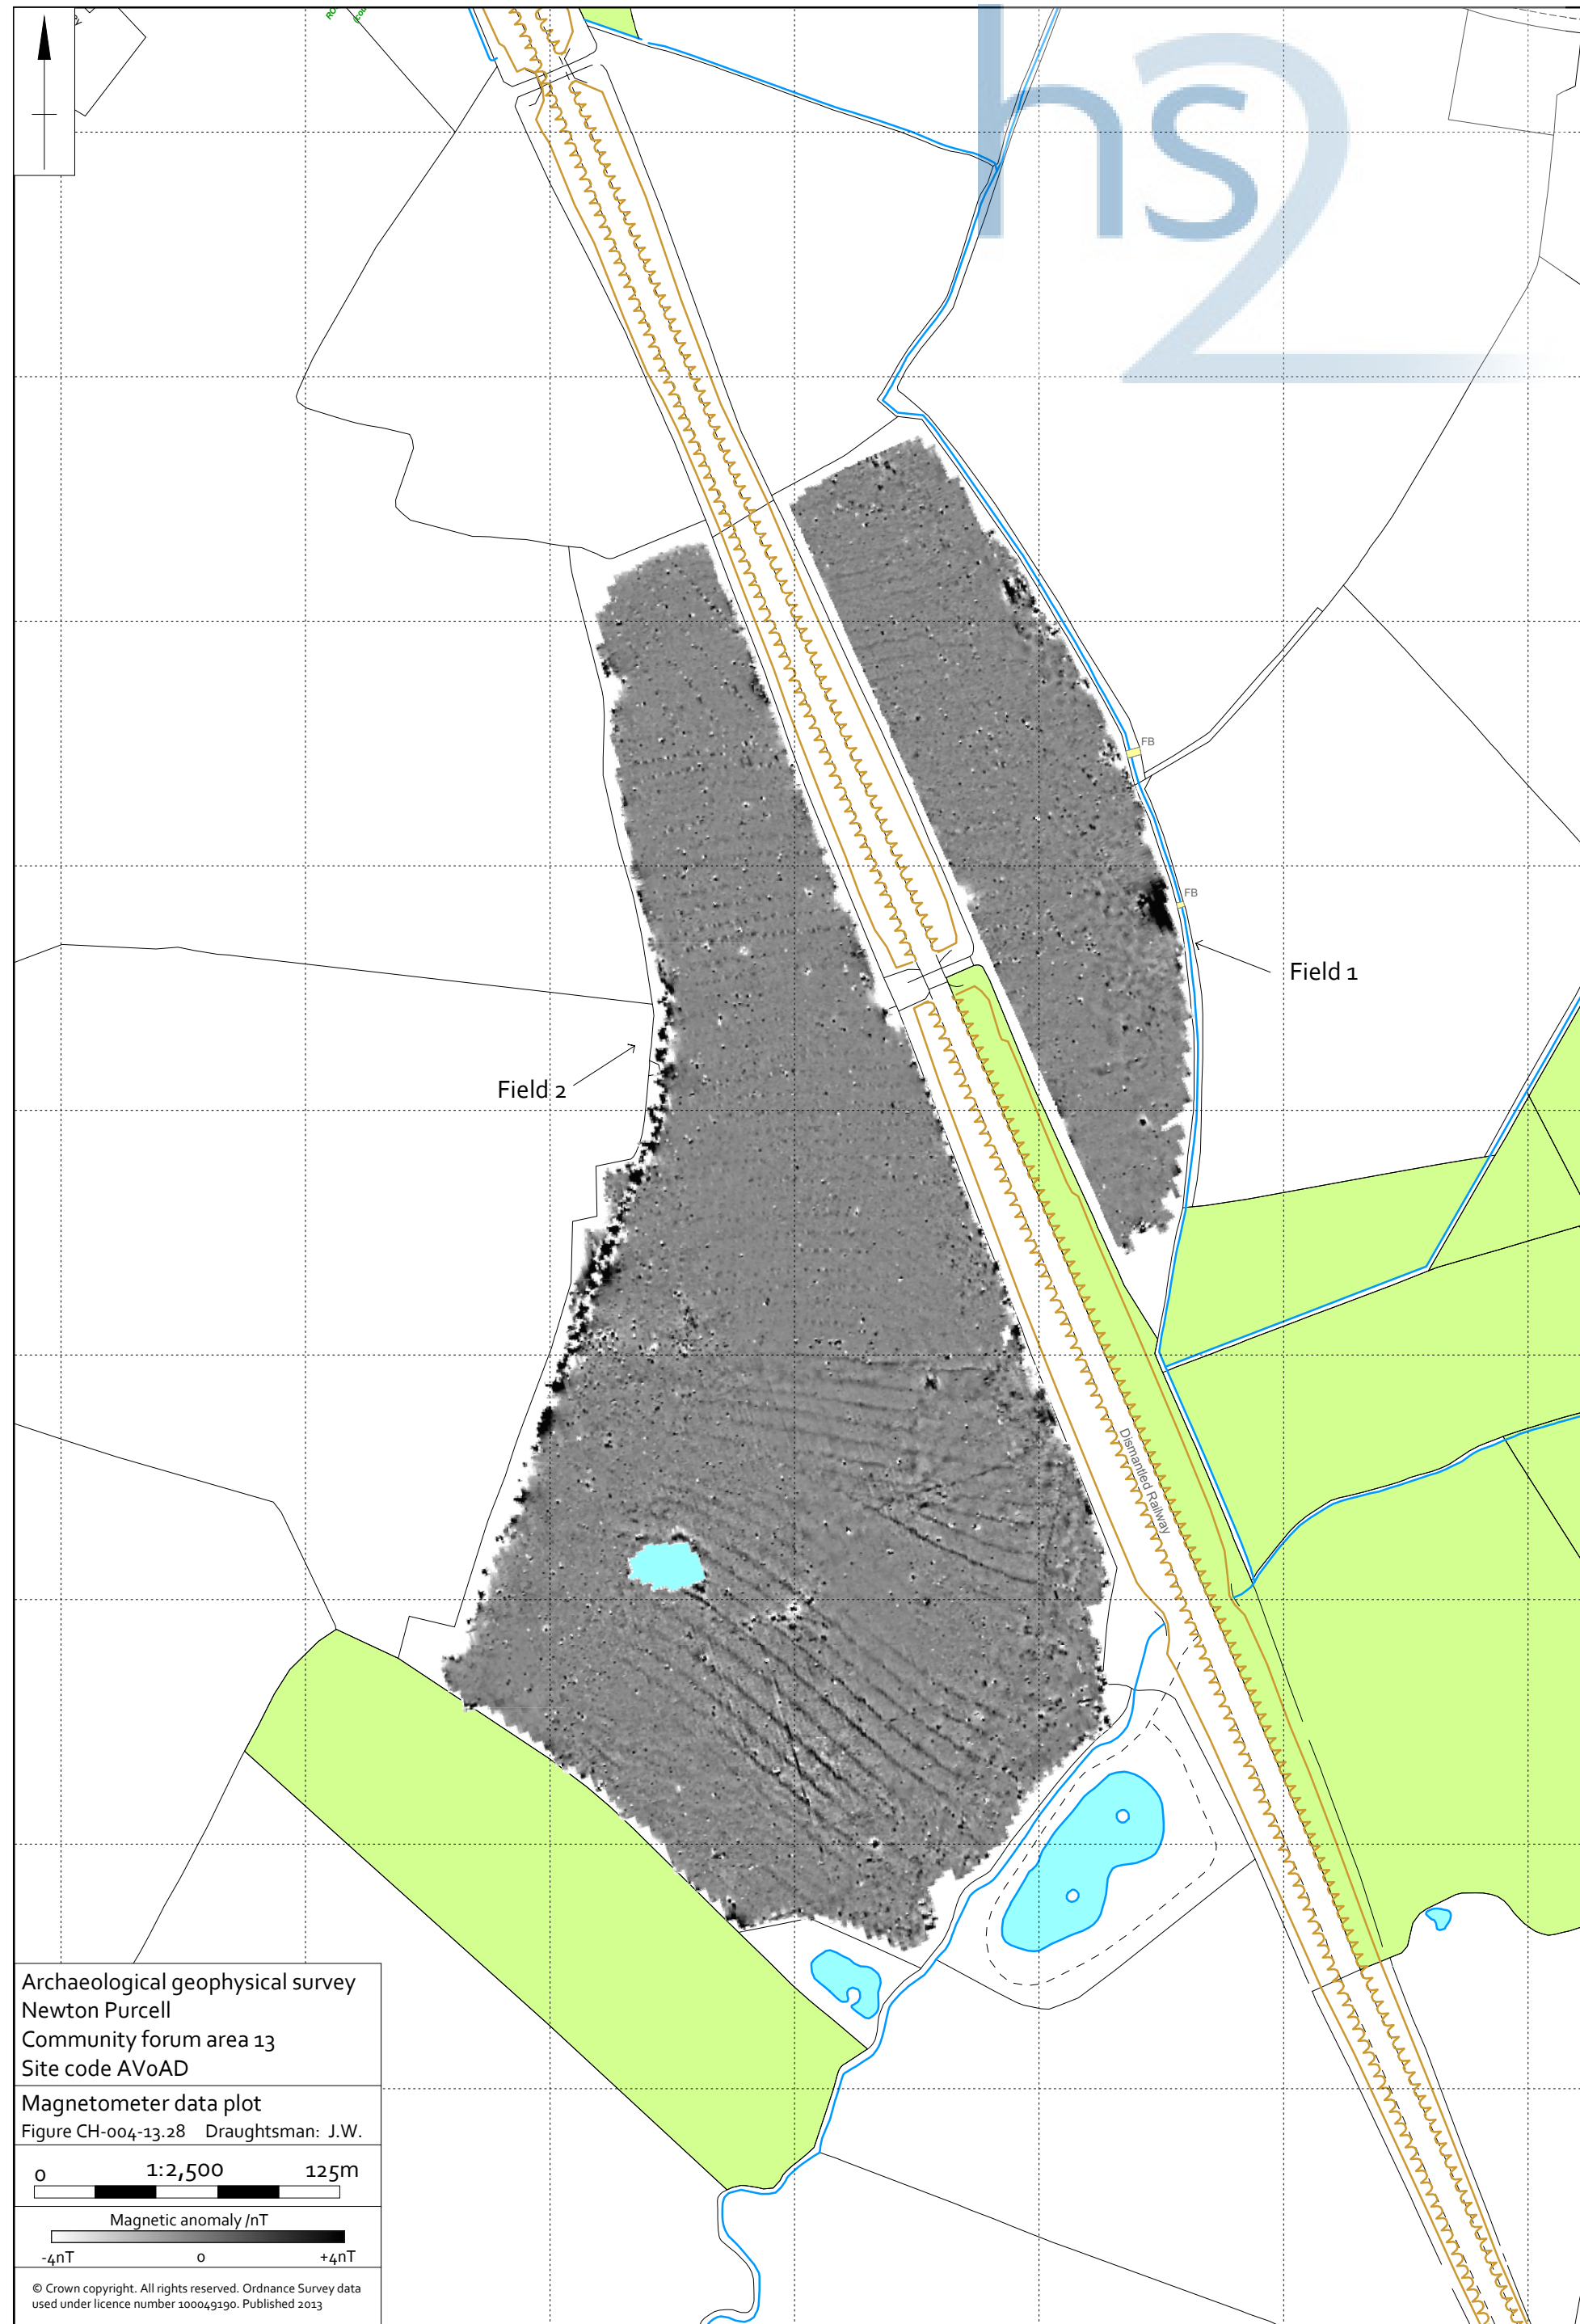 hs2
FB
FB
Field 1
Field 2
Dismantled Railway
Archaeological geophysical survey
Newton Purcell
Community forum area 13
Site code AV0AD
Magnetometer data plot
Figure CH-004-13.28 Draughtsman: J.W.
0 1:2,500 125m
Magnetic anomaly /nT
-4nT 0 +4nT
© Crown copyright. All rights reserved. Ordnance Survey data
used under licence number 100049190. Published 2013